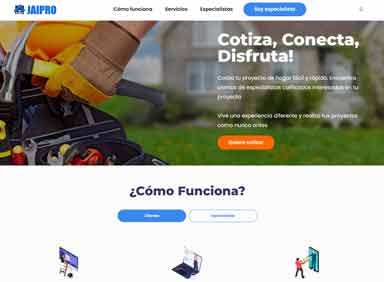 JAIPRO
Cómo funciona
Servicios
Especialistas
Soy especialista
Cotiza, Conecta,
Disfruta!
Cotiza tu proyecto de hogar fácil y rápido, encuentra
cientos de especialistas calificados interesados en tu
proyecto
Vive una experiencia diferente y realiza tus proyectos
como nunca antes
Quiero cotizar
¿Cómo Funciona?
Clientes
Especialistas